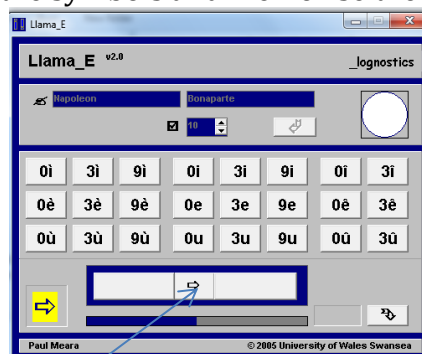 Llama_E
Llama_E v2.0 _lognostics
Napoleon Bonaparte
10
0ì 3ì 9ì 0i 3i 9i 0î 3î
0è 3è 9è 0e 3e 9e 0ê 3ê
0ù 3ù 9ù 0u 3u 9u 0û 3û
Paul Meara © 2005 University of Wales Swansea